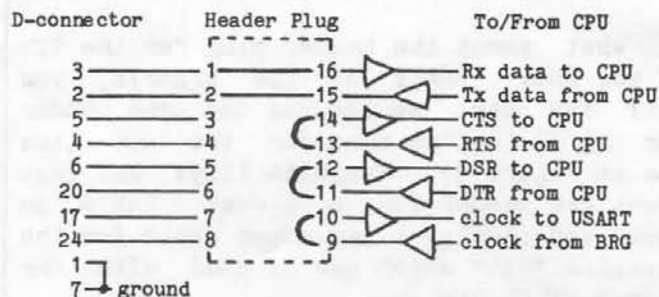 D-connector Header Plug To/From CPU
3 1 16 Rx data to CPU
2 2 15 Tx data from CPU
5 3 14 CTS to CPU
4 4 13 RTS from CPU
6 5 12 DSR to CPU
20 6 11 DTR from CPU
17 7 10 clock to USART
24 8 9 clock from BRG
1
7 ground